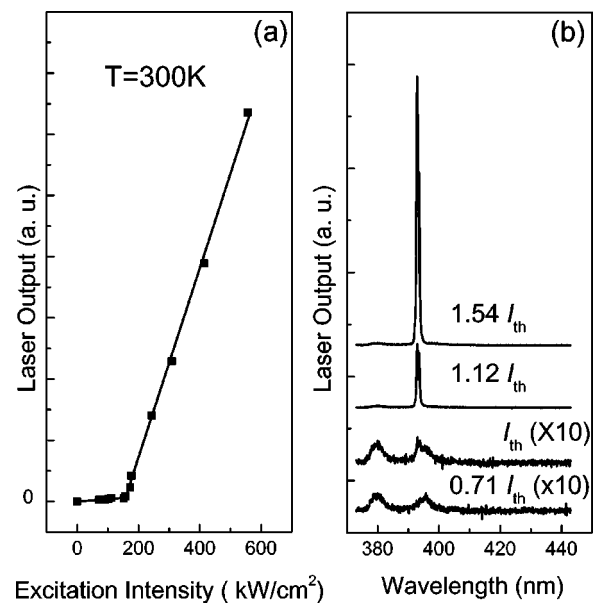 (a)
T=300K
Laser Output (a. u.)
0
0 200 400 600
Excitation Intensity ( kW/cm²)
(b)
Laser Output (a. u.)
1.54 Ith
1.12 Ith
Ith (X10)
0.71 Ith (x10)
380 400 420 440
Wavelength (nm)